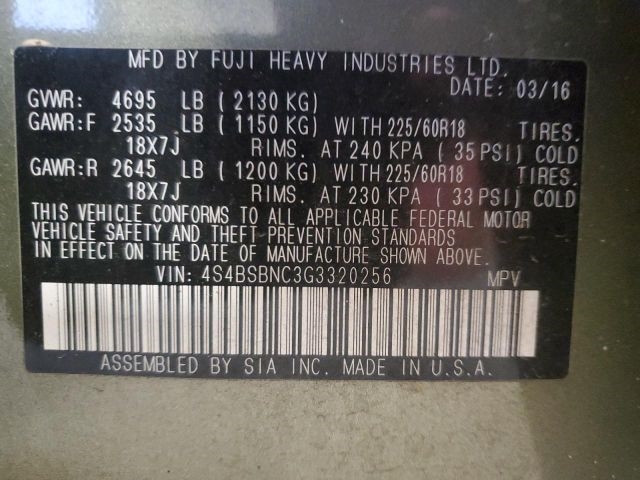 MFD BY FUJI HEAVY INDUSTRIES LTD.
DATE: 03/16
GVWR: 4695 LB ( 2130 KG)
GAWR:F 2535 LB ( 1150 KG) WITH 225/60R18 TIRES.
18X7J RIMS. AT 240 KPA ( 35 PSI) COLD
GAWR:R 2645 LB ( 1200 KG) WITH 225/60R18 TIRES.
18X7J RIMS. AT 230 KPA ( 33 PSI) COLD
THIS VEHICLE CONFORMS TO ALL APPLICABLE FEDERAL MOTOR
VEHICLE SAFETY AND THEFT PREVENTION STANDARDS
IN EFFECT ON THE DATE OF MANUFACTURE SHOWN ABOVE.
VIN: 4S4BSBNC3G3320256 MPV
ASSEMBLED BY SIA INC. MADE IN U.S.A.